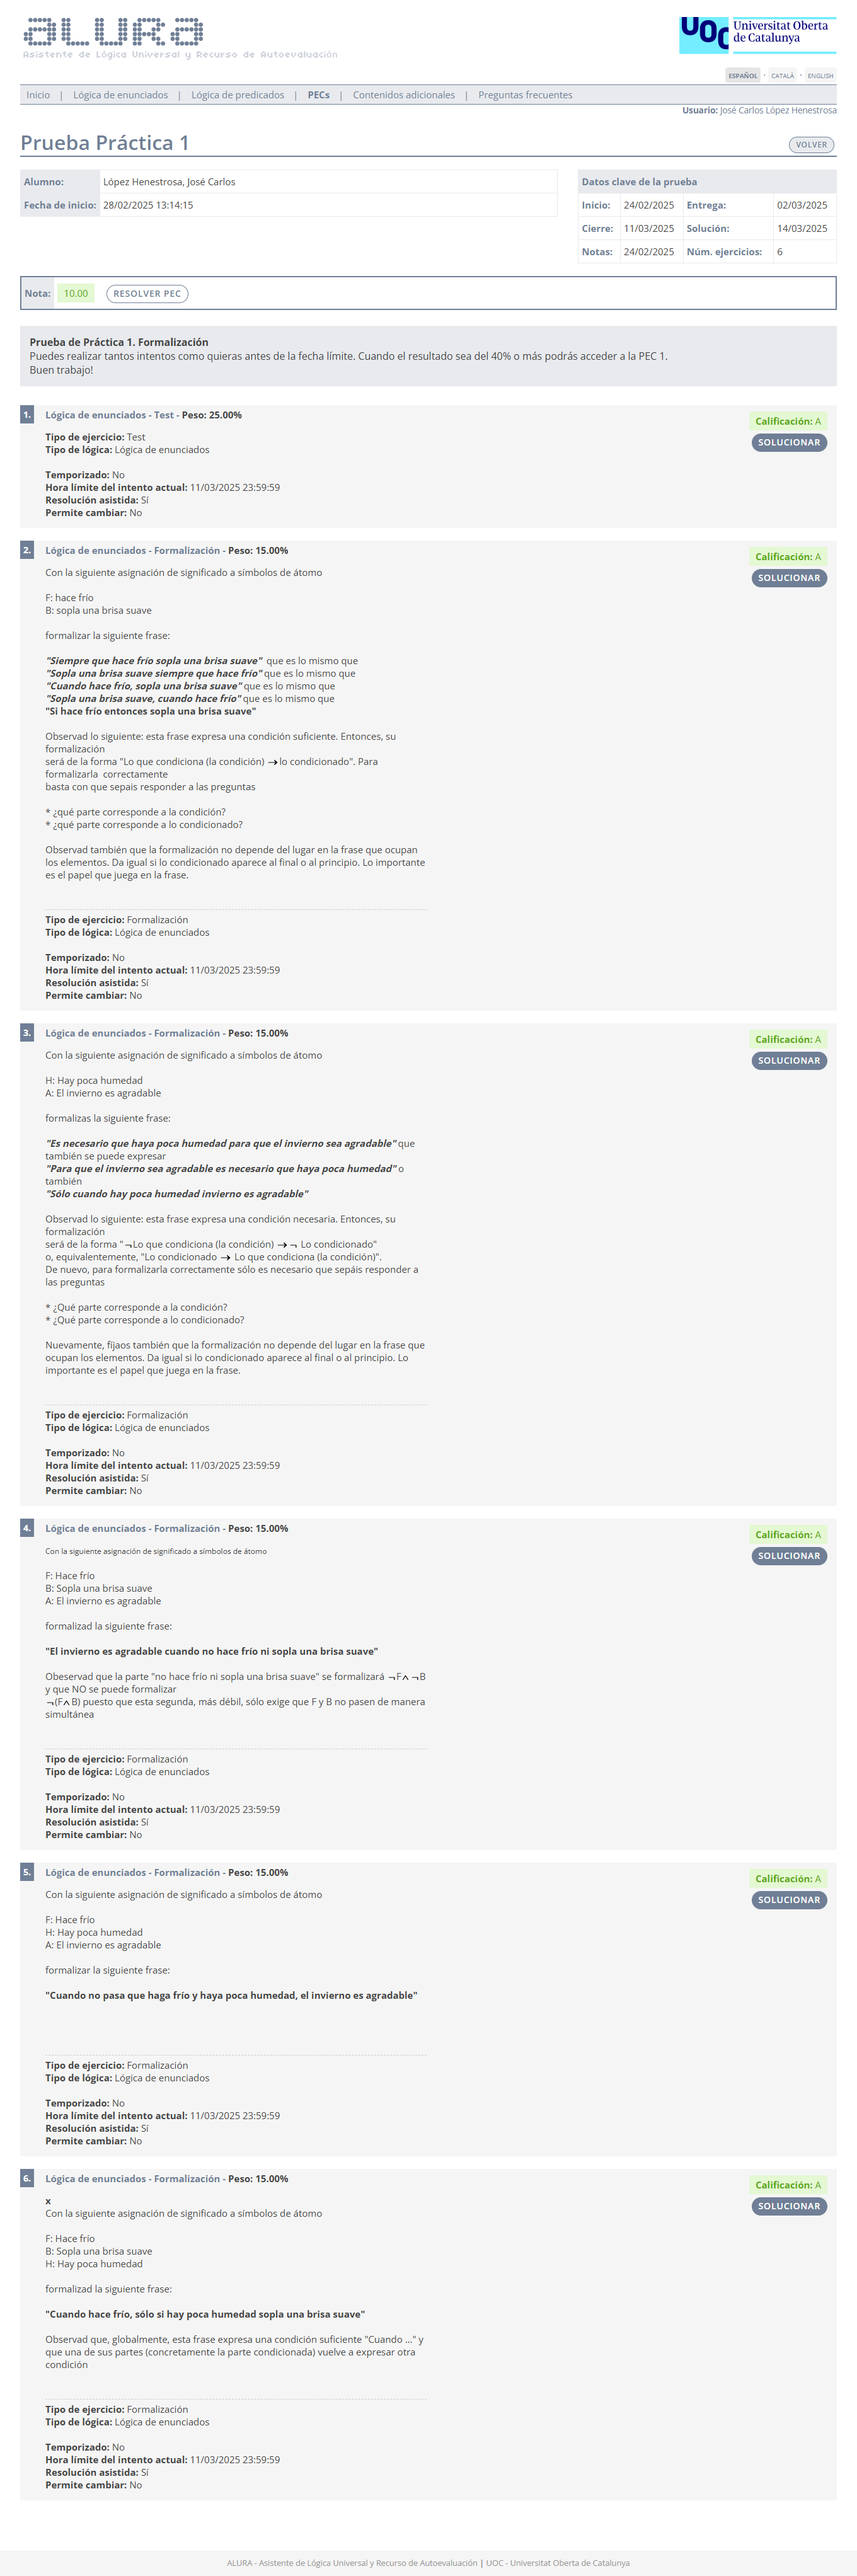 aLURa
Asistente de Lógica Universal y Recurso de Autoevaluación
UOC Universitat Oberta
de Catalunya
ESPAÑOL · CATALÀ · ENGLISH
Inicio | Lógica de enunciados | Lógica de predicados | PECs | Contenidos adicionales | Preguntas frecuentes
Usuario: José Carlos López Henestrosa
Prueba Práctica 1
VOLVER
Alumno: López Henestrosa, José Carlos
Fecha de inicio: 28/02/2025 13:14:15
Datos clave de la prueba
Inicio: 24/02/2025 Entrega: 02/03/2025
Cierre: 11/03/2025 Solución: 14/03/2025
Notas: 24/02/2025 Núm. ejercicios: 6
Nota: 10.00 RESOLVER PEC
Prueba de Práctica 1. Formalización
Puedes realizar tantos intentos como quieras antes de la fecha límite. Cuando el resultado sea del 40% o más podrás acceder a la PEC 1.
Buen trabajo!
1. Lógica de enunciados - Test - Peso: 25.00%
Calificación: A
SOLUCIONAR
Tipo de ejercicio: Test
Tipo de lógica: Lógica de enunciados
Temporizado: No
Hora límite del intento actual: 11/03/2025 23:59:59
Resolución asistida: Sí
Permite cambiar: No
2. Lógica de enunciados - Formalización - Peso: 15.00%
Calificación: A
SOLUCIONAR
Con la siguiente asignación de significado a símbolos de átomo
F: hace frío
B: sopla una brisa suave
formalizar la siguiente frase:
"Siempre que hace frío sopla una brisa suave" que es lo mismo que
"Sopla una brisa suave siempre que hace frío" que es lo mismo que
"Cuando hace frío, sopla una brisa suave" que es lo mismo que
"Sopla una brisa suave, cuando hace frío" que es lo mismo que
"Si hace frío entonces sopla una brisa suave"
Observad lo siguiente: esta frase expresa una condición suficiente. Entonces, su
formalización
será de la forma "Lo que condiciona (la condición) → lo condicionado". Para
formalizarla correctamente
basta con que sepais responder a las preguntas
* ¿qué parte corresponde a la condición?
* ¿qué parte corresponde a lo condicionado?
Observad también que la formalización no depende del lugar en la frase que ocupan
los elementos. Da igual si lo condicionado aparece al final o al principio. Lo importante
es el papel que juega en la frase.
Tipo de ejercicio: Formalización
Tipo de lógica: Lógica de enunciados
Temporizado: No
Hora límite del intento actual: 11/03/2025 23:59:59
Resolución asistida: Sí
Permite cambiar: No
3. Lógica de enunciados - Formalización - Peso: 15.00%
Calificación: A
SOLUCIONAR
Con la siguiente asignación de significado a símbolos de átomo
H: Hay poca humedad
A: El invierno es agradable
formalizas la siguiente frase:
"Es necesario que haya poca humedad para que el invierno sea agradable" que
también se puede expresar
"Para que el invierno sea agradable es necesario que haya poca humedad" o
también
"Sólo cuando hay poca humedad invierno es agradable"
Observad lo siguiente: esta frase expresa una condición necesaria. Entonces, su
formalización
será de la forma "¬Lo que condiciona (la condición) → ¬ Lo condicionado"
o, equivalentemente, "Lo condicionado → Lo que condiciona (la condición)".
De nuevo, para formalizarla correctamente sólo es necesario que sepáis responder a
las preguntas
* ¿Qué parte corresponde a la condición?
* ¿Qué parte corresponde a lo condicionado?
Nuevamente, fíjaos también que la formalización no depende del lugar en la frase que
ocupan los elementos. Da igual si lo condicionado aparece al final o al principio. Lo
importante es el papel que juega en la frase.
Tipo de ejercicio: Formalización
Tipo de lógica: Lógica de enunciados
Temporizado: No
Hora límite del intento actual: 11/03/2025 23:59:59
Resolución asistida: Sí
Permite cambiar: No
4. Lógica de enunciados - Formalización - Peso: 15.00%
Calificación: A
SOLUCIONAR
Con la siguiente asignación de significado a símbolos de átomo
F: Hace frío
B: Sopla una brisa suave
A: El invierno es agradable
formalizad la siguiente frase:
"El invierno es agradable cuando no hace frío ni sopla una brisa suave"
Obeservad que la parte "no hace frío ni sopla una brisa suave" se formalizará ¬F∧¬B
y que NO se puede formalizar
¬(F∧B) puesto que esta segunda, más débil, sólo exige que F y B no pasen de manera
simultánea
Tipo de ejercicio: Formalización
Tipo de lógica: Lógica de enunciados
Temporizado: No
Hora límite del intento actual: 11/03/2025 23:59:59
Resolución asistida: Sí
Permite cambiar: No
5. Lógica de enunciados - Formalización - Peso: 15.00%
Calificación: A
SOLUCIONAR
Con la siguiente asignación de significado a símbolos de átomo
F: Hace frío
H: Hay poca humedad
A: El invierno es agradable
formalizar la siguiente frase:
"Cuando no pasa que haga frío y haya poca humedad, el invierno es agradable"
Tipo de ejercicio: Formalización
Tipo de lógica: Lógica de enunciados
Temporizado: No
Hora límite del intento actual: 11/03/2025 23:59:59
Resolución asistida: Sí
Permite cambiar: No
6. Lógica de enunciados - Formalización - Peso: 15.00%
Calificación: A
SOLUCIONAR
x
Con la siguiente asignación de significado a símbolos de átomo
F: Hace frío
B: Sopla una brisa suave
H: Hay poca humedad
formalizad la siguiente frase:
"Cuando hace frío, sólo si hay poca humedad sopla una brisa suave"
Observad que, globalmente, esta frase expresa una condición suficiente "Cuando ..." y
que una de sus partes (concretamente la parte condicionada) vuelve a expresar otra
condición
Tipo de ejercicio: Formalización
Tipo de lógica: Lógica de enunciados
Temporizado: No
Hora límite del intento actual: 11/03/2025 23:59:59
Resolución asistida: Sí
Permite cambiar: No
ALURA - Asistente de Lógica Universal y Recurso de Autoevaluación | UOC - Universitat Oberta de Catalunya